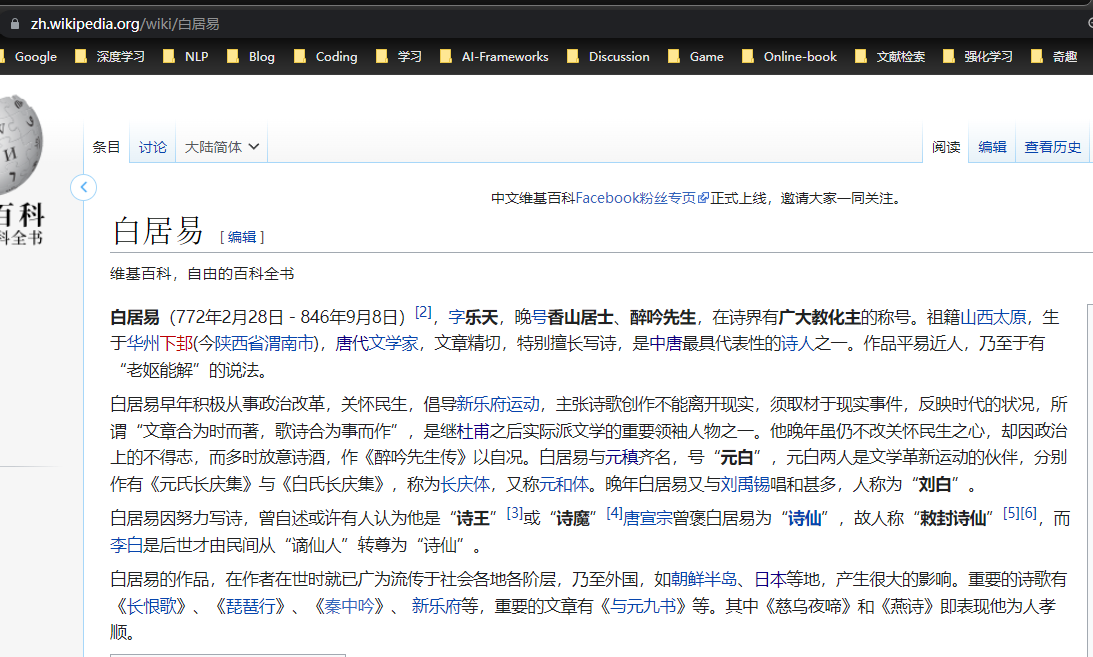 zh.wikipedia.org/wiki/白居易
Google 深度学习 NLP Blog Coding 学习 AI-Frameworks Discussion Game Online-book 文献检索 强化学习 奇趣
条目 讨论 大陆简体 阅读 编辑 查看历史
百科
科全书
中文维基百科Facebook粉丝专页正式上线，邀请大家一同关注。
白居易 [ 编辑 ]
维基百科，自由的百科全书
白居易（772年2月28日－846年9月8日）[2]，字乐天，晚号香山居士、醉吟先生，在诗界有广大教化主的称号。祖籍山西太原，生
于华州下邽(今陕西省渭南市)，唐代文学家，文章精切，特别擅长写诗，是中唐最具代表性的诗人之一。作品平易近人，乃至于有
“老妪能解”的说法。
白居易早年积极从事政治改革，关怀民生，倡导新乐府运动，主张诗歌创作不能离开现实，须取材于现实事件，反映时代的状况，所
谓“文章合为时而著，歌诗合为事而作”，是继杜甫之后实际派文学的重要领袖人物之一。他晚年虽仍不改关怀民生之心，却因政治
上的不得志，而多时放意诗酒，作《醉吟先生传》以自况。白居易与元稹齐名，号“元白”，元白两人是文学革新运动的伙伴，分别
作有《元氏长庆集》与《白氏长庆集》，称为长庆体，又称元和体。晚年白居易又与刘禹锡唱和甚多，人称为“刘白”。
白居易因努力写诗，曾自述或许有人认为他是“诗王”[3]或“诗魔”[4]唐宣宗曾褒白居易为“诗仙”，故人称“敕封诗仙”[5][6]，而
李白是后世才由民间从“谪仙人”转尊为“诗仙”。
白居易的作品，在作者在世时就已广为流传于社会各地各阶层，乃至外国，如朝鲜半岛、日本等地，产生很大的影响。重要的诗歌有
《长恨歌》、《琵琶行》、《秦中吟》、 新乐府等，重要的文章有《与元九书》等。其中《慈乌夜啼》和《燕诗》即表现他为人孝
顺。